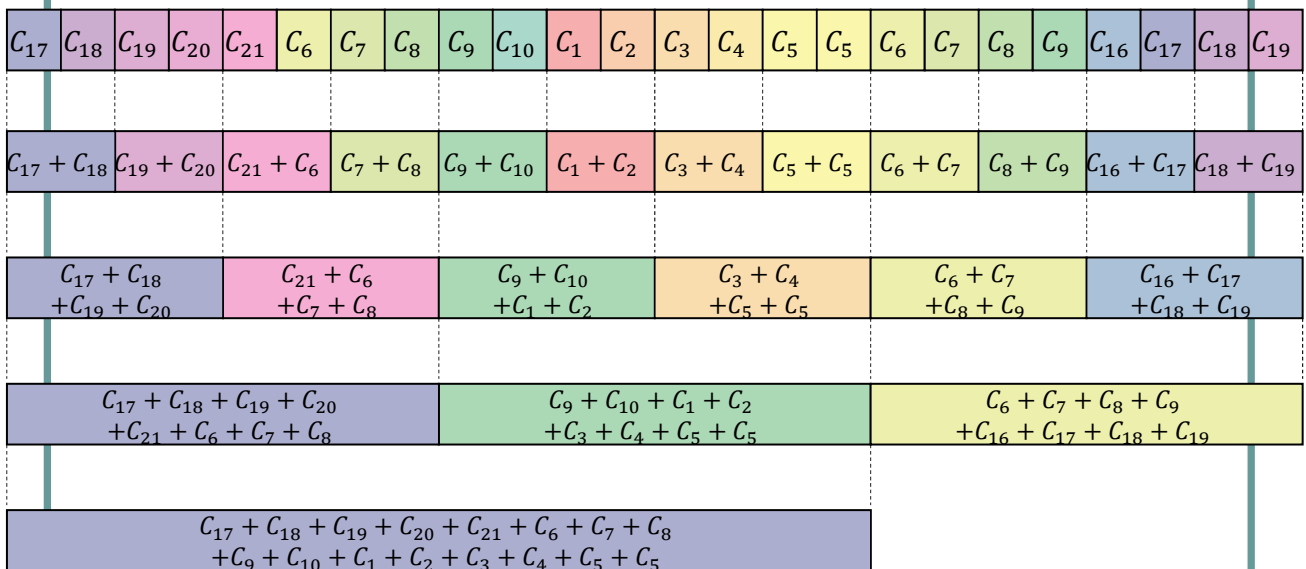 C₁₇ C₁₈ C₁₉ C₂₀ C₂₁ C₆ C₇ C₈ C₉ C₁₀ C₁ C₂ C₃ C₄ C₅ C₅ C₆ C₇ C₈ C₉ C₁₆ C₁₇ C₁₈ C₁₉
C₁₇ + C₁₈ C₁₉ + C₂₀ C₂₁ + C₆ C₇ + C₈ C₉ + C₁₀ C₁ + C₂ C₃ + C₄ C₅ + C₅ C₆ + C₇ C₈ + C₉ C₁₆ + C₁₇ C₁₈ + C₁₉
C₁₇ + C₁₈
+C₁₉ + C₂₀
C₂₁ + C₆
+C₇ + C₈
C₉ + C₁₀
+C₁ + C₂
C₃ + C₄
+C₅ + C₅
C₆ + C₇
+C₈ + C₉
C₁₆ + C₁₇
+C₁₈ + C₁₉
C₁₇ + C₁₈ + C₁₉ + C₂₀
+C₂₁ + C₆ + C₇ + C₈
C₉ + C₁₀ + C₁ + C₂
+C₃ + C₄ + C₅ + C₅
C₆ + C₇ + C₈ + C₉
+C₁₆ + C₁₇ + C₁₈ + C₁₉
C₁₇ + C₁₈ + C₁₉ + C₂₀ + C₂₁ + C₆ + C₇ + C₈
+C₉ + C₁₀ + C₁ + C₂ + C₃ + C₄ + C₅ + C₅